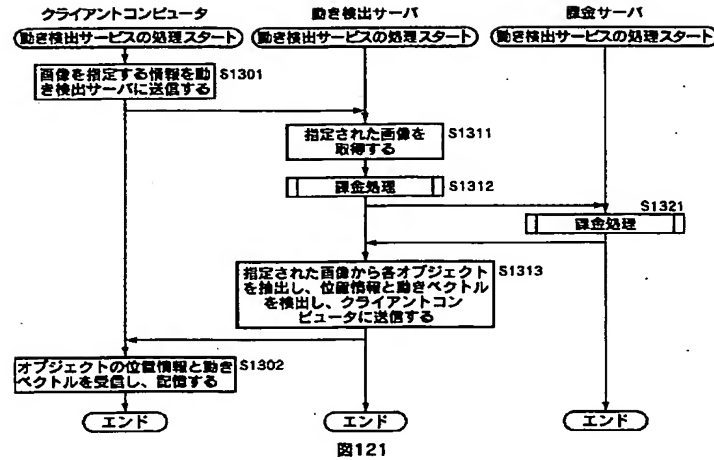 クライアントコンピュータ
動き検出サーバ
課金サーバ
動き検出サービスの処理スタート
動き検出サービスの処理スタート
動き検出サービスの処理スタート
画像を指定する情報を動
き検出サーバに送信する
S1301
指定された画像を
取得する
S1311
課金処理
S1312
S1321
課金処理
指定された画像から各オブジェクト
を抽出し、位置情報と動きベクトル
を検出し、クライアントコン
ピュータに送信する
S1313
オブジェクトの位置情報と動き
ベクトルを受信し、記憶する
S1302
エンド
エンド
エンド
図121